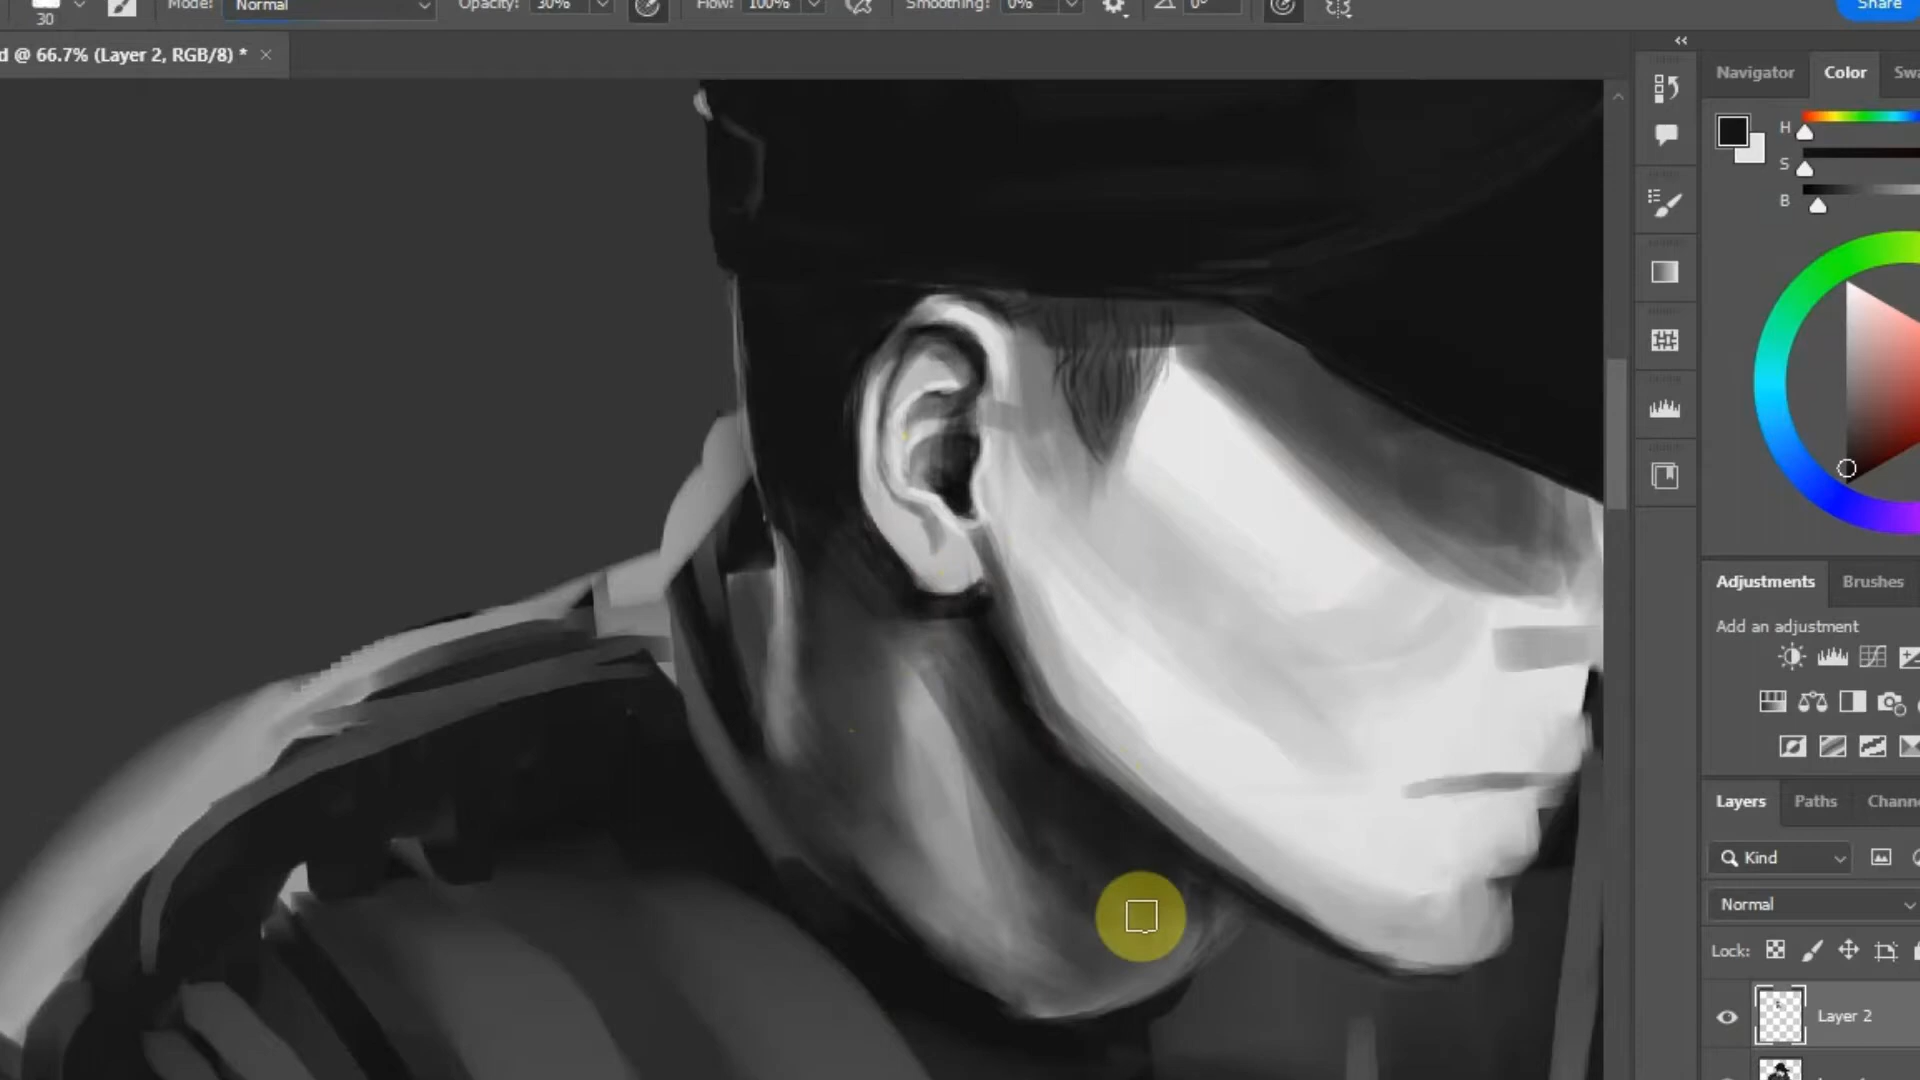 30
Mode: Normal Opacity: 30% Flow: 100% Smoothing: 0% 0°
Share
d @ 66.7% (Layer 2, RGB/8) * ×
Navigator Color Swa
H
S
B
Adjustments Brushes
Add an adjustment
Layers Paths Channe
Kind
Normal
Lock:
Layer 2